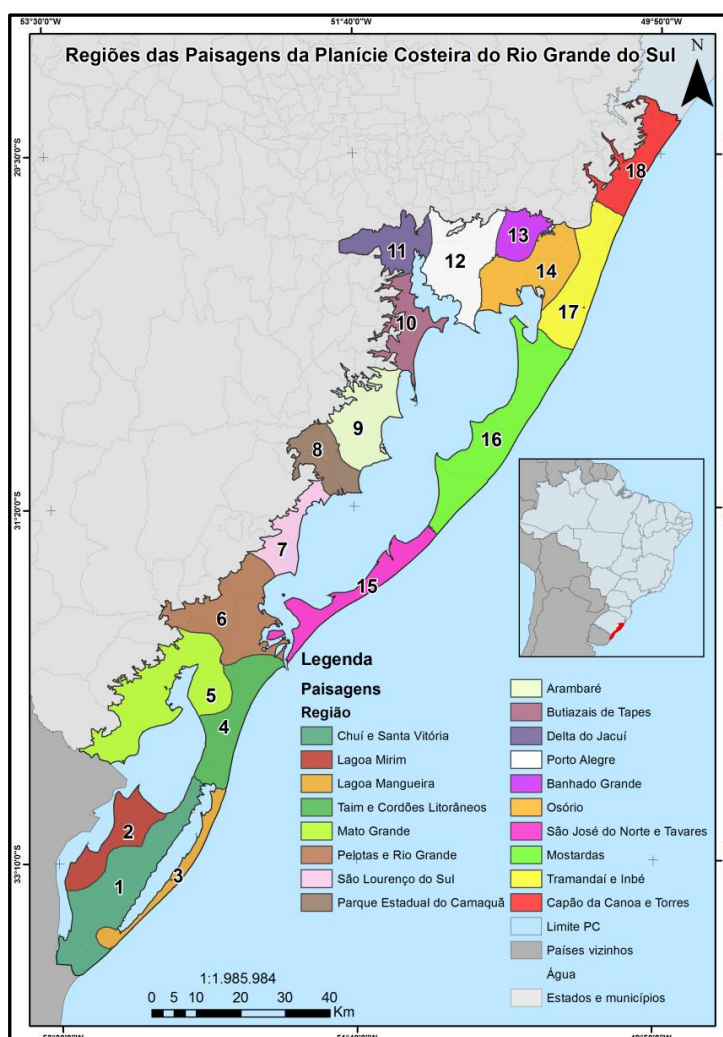 53°30'0"W
51°40'0"W
49°50'0"W
Regiões das Paisagens da Planície Costeira do Rio Grande do Sul
N
29°30'0"S
18
11
12
13
14
10
17
9
16
8
31°20'0"S
7
15
6
5
4
2
1
3
33°10'0"S
Legenda
Paisagens
Região
Chuí e Santa Vitória
Lagoa Mirim
Lagoa Mangueira
Taim e Cordões Litorâneos
Mato Grande
Pelotas e Rio Grande
São Lourenço do Sul
Parque Estadual do Camaquã
Arambaré
Butiazais de Tapes
Delta do Jacuí
Porto Alegre
Banhado Grande
Osório
São José do Norte e Tavares
Mostardas
Tramandaí e Inbé
Capão da Canoa e Torres
Limite PC
Países vizinhos
Água
Estados e municípios
1:1.985.984
0 5 10 20 30 40
Km